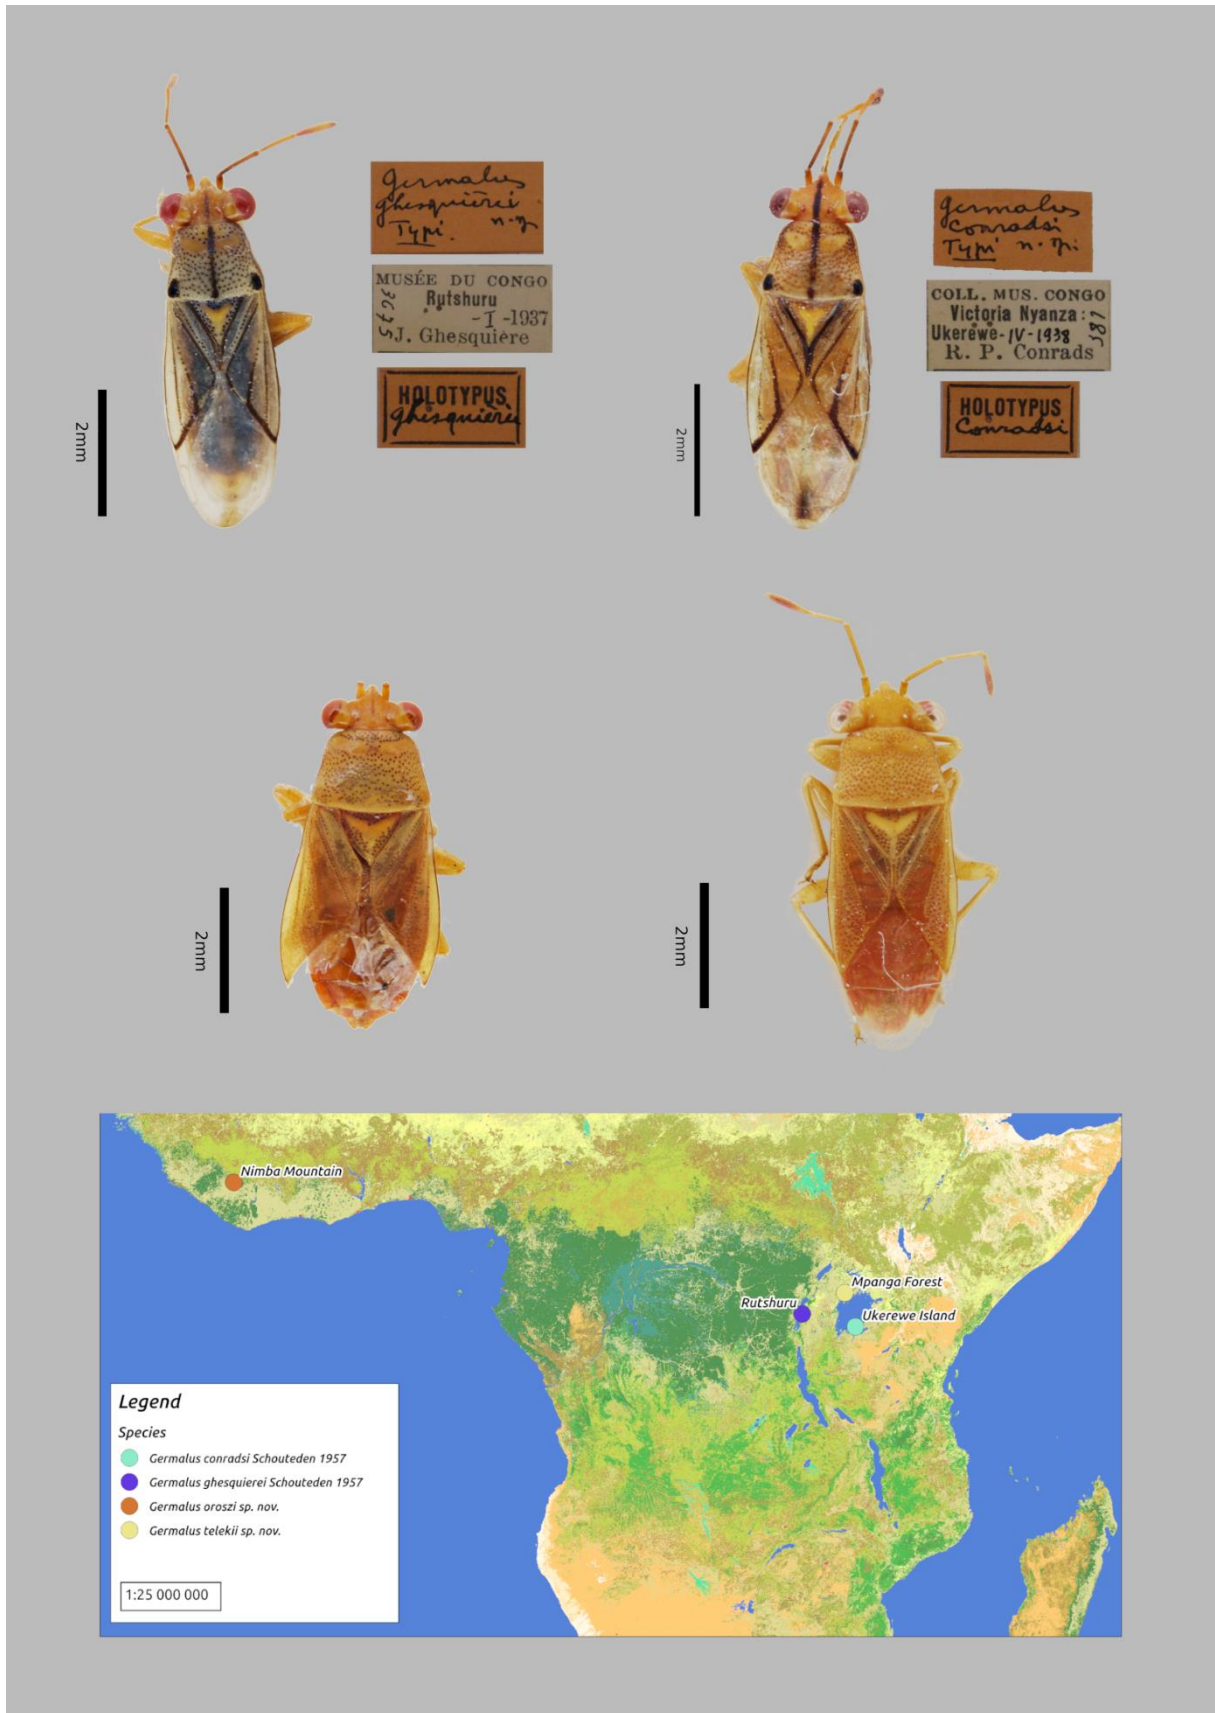 Germalus
ghesquièrei
Typi. n. sp.
MUSÉE DU CONGO
Rutshuru
-I-1937
J. Ghesquière
HOLOTYPUS
ghesquièrei
2mm
Germalus
Conradsi
Typi n. sp.
COLL. MUS. CONGO
Victoria Nyanza:
Ukerewe-IV-1938
R. P. Conrads
HOLOTYPUS
Conradsi
2mm
2mm
2mm
Nimba Mountain
Mpanga Forest
Rutshuru
Ukerewe Island
Legend
Species
Germalus conradsi Schouteden 1957
Germalus ghesquierei Schouteden 1957
Germalus oroszi sp. nov.
Germalus telekii sp. nov.
1:25 000 000